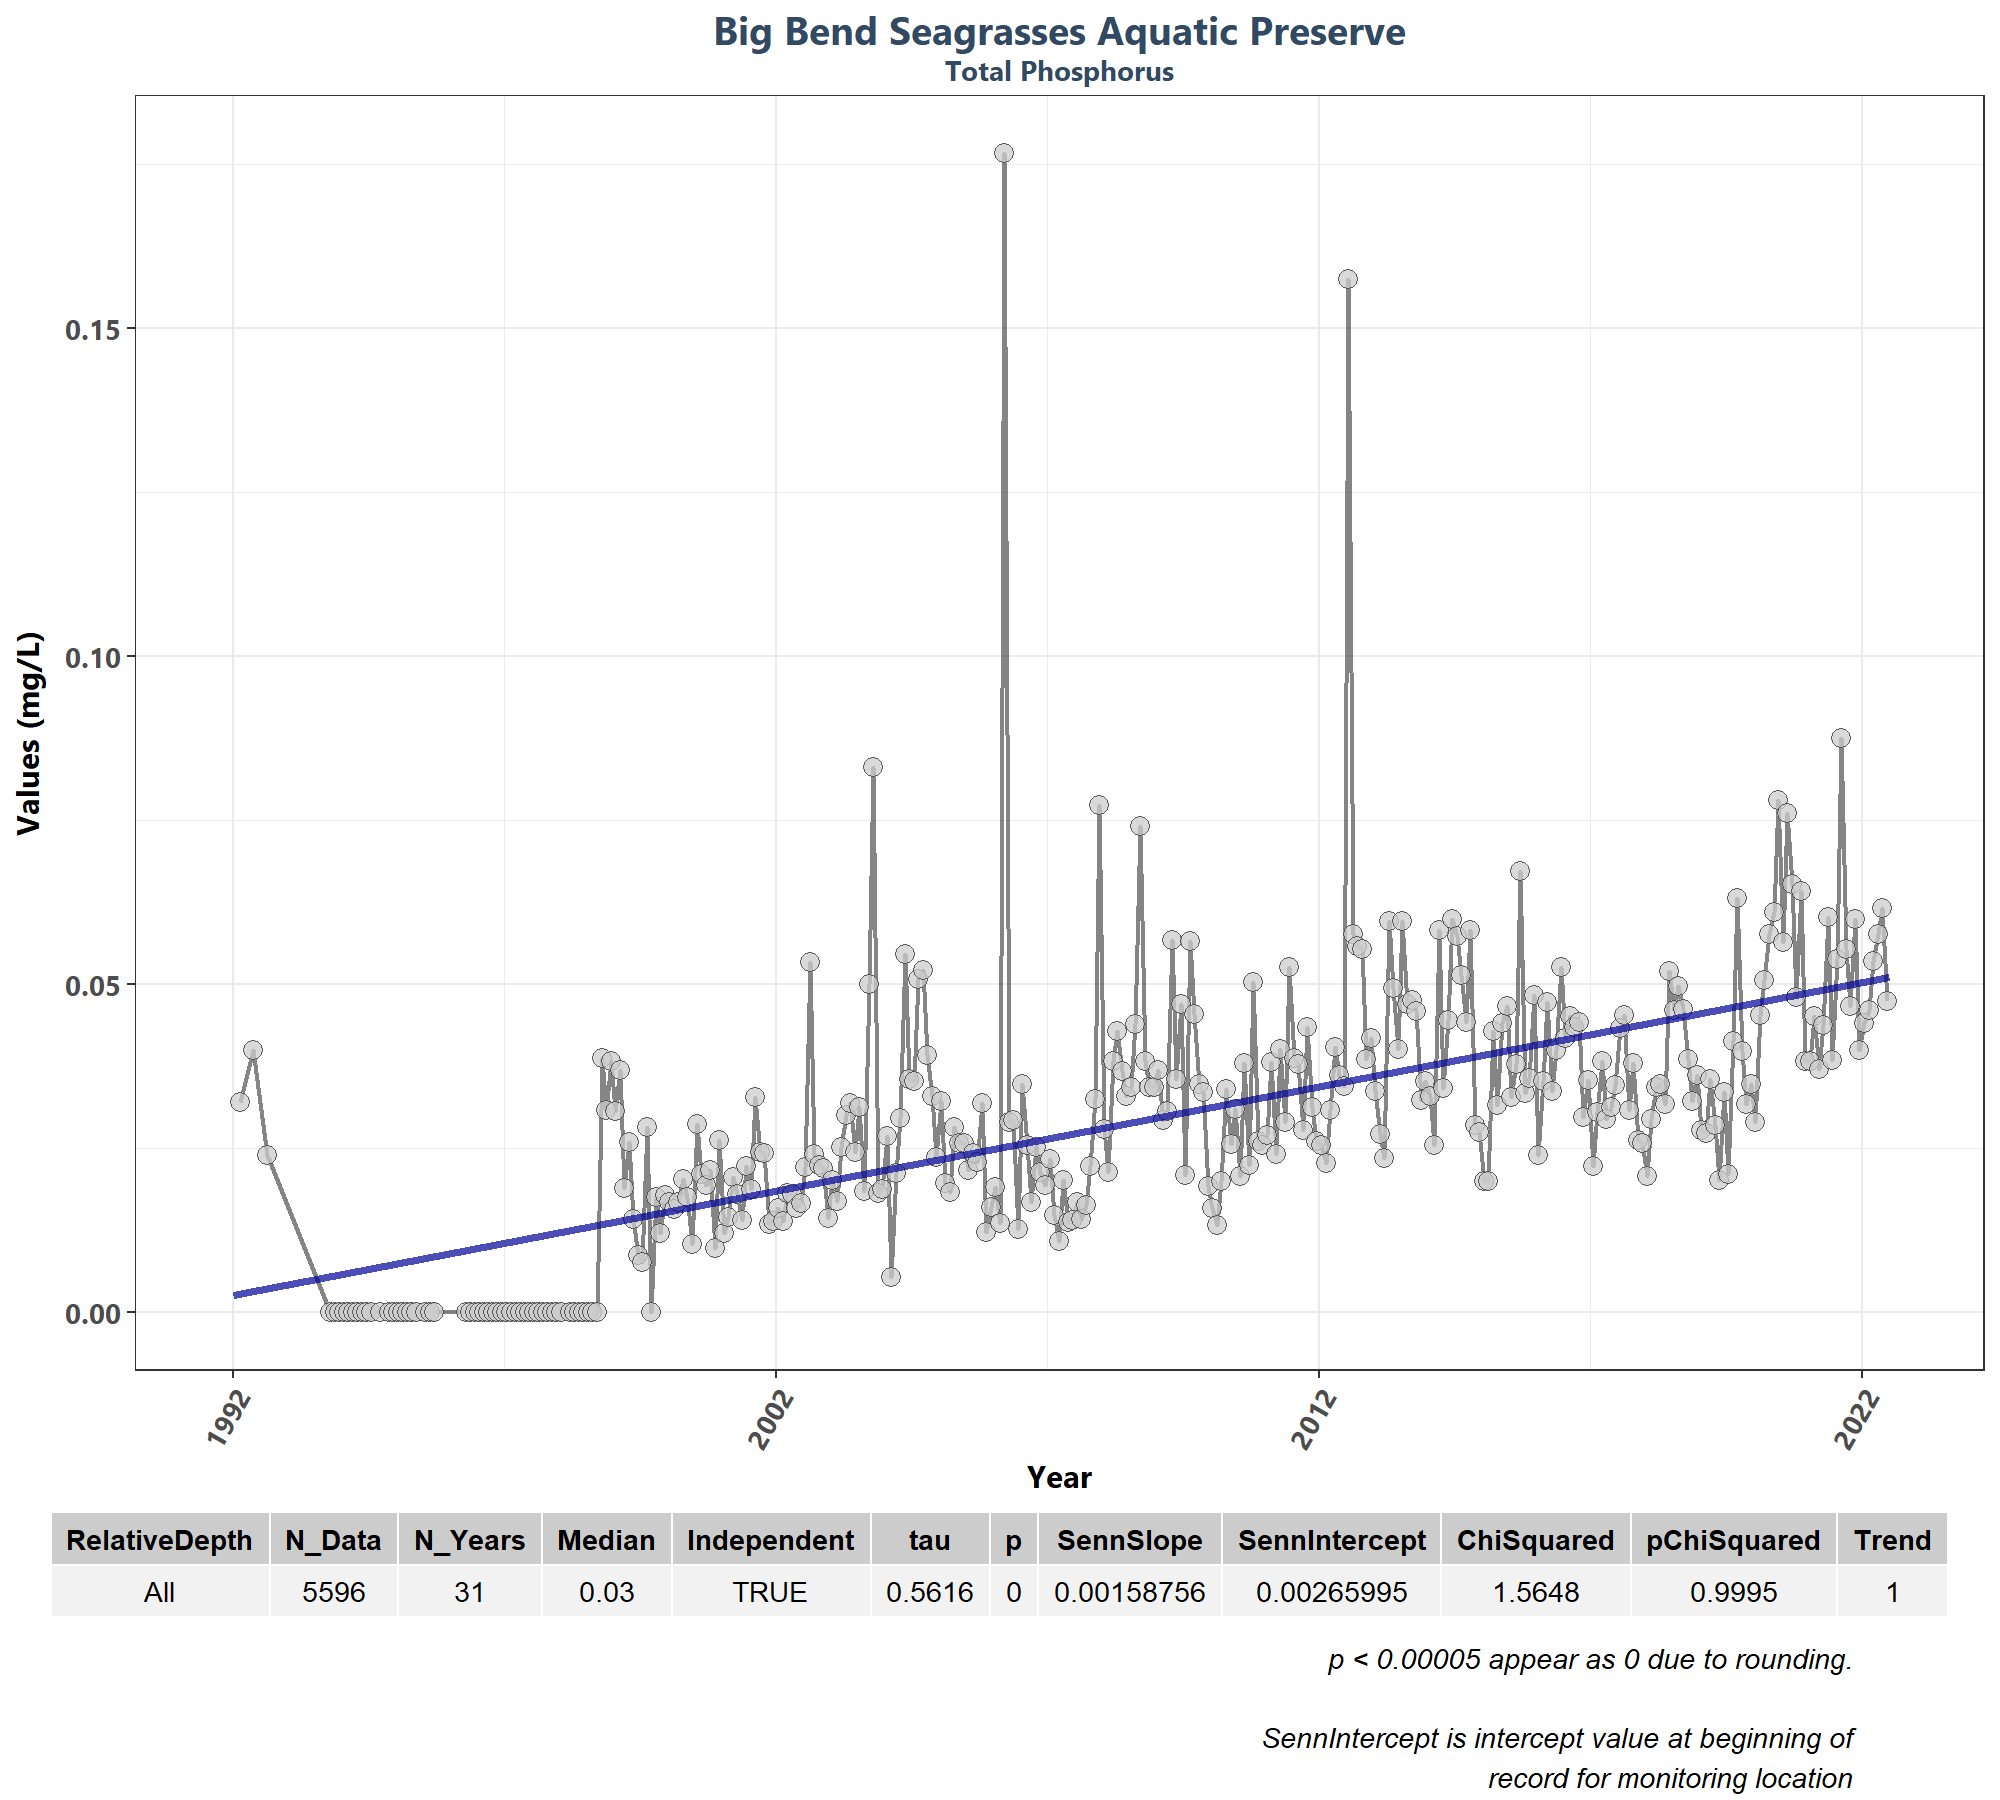 Big Bend Seagrasses Aquatic Preserve
Total Phosphorus
Values (mg/L)
0.15
0.10
0.05
0.00
1992 2002 2012 2022
Year
RelativeDepth N_Data N_Years Median Independent tau p SennSlope SennIntercept ChiSquared pChiSquared Trend
All 5596 31 0.03 TRUE 0.5616 0 0.00158756 0.00265995 1.5648 0.9995 1
p < 0.00005 appear as 0 due to rounding.
SennIntercept is intercept value at beginning of
record for monitoring location